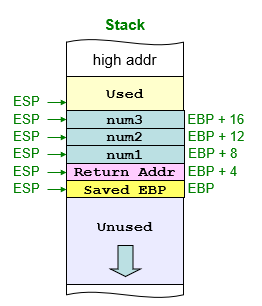 Stack
high addr
ESP Used
ESP num3 EBP + 16
ESP num2 EBP + 12
ESP num1 EBP + 8
ESP Return Addr EBP + 4
ESP Saved EBP EBP
Unused